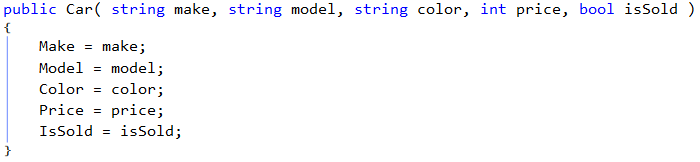 public Car( string make, string model, string color, int price, bool isSold )
{
    Make = make;
    Model = model;
    Color = color;
    Price = price;
    IsSold = isSold;
}